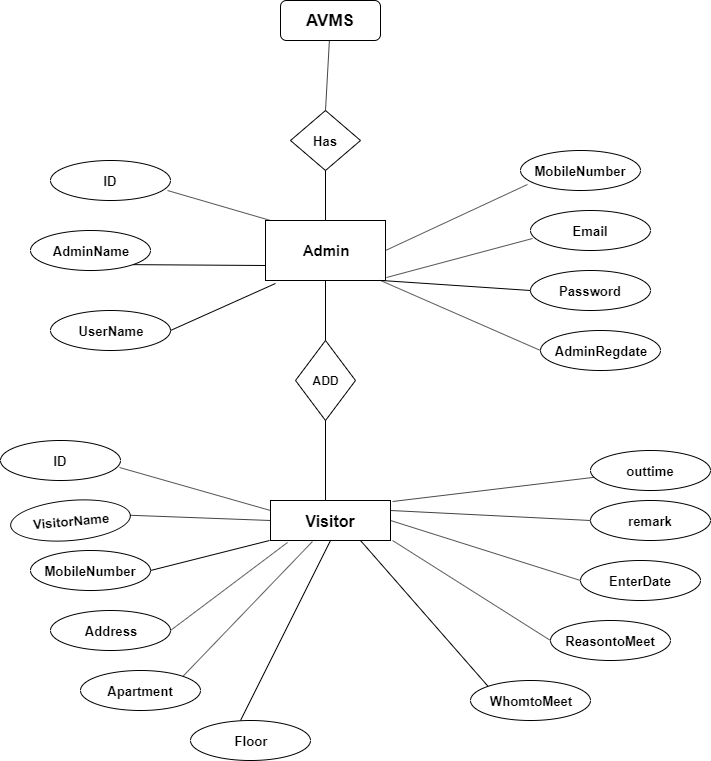 AVMS
Has
ID
MobileNumber
AdminName
Admin
Email
UserName
Password
AdminRegdate
ADD
ID
outtime
VisitorName
Visitor
remark
MobileNumber
EnterDate
Address
ReasontoMeet
Apartment
WhomtoMeet
Floor